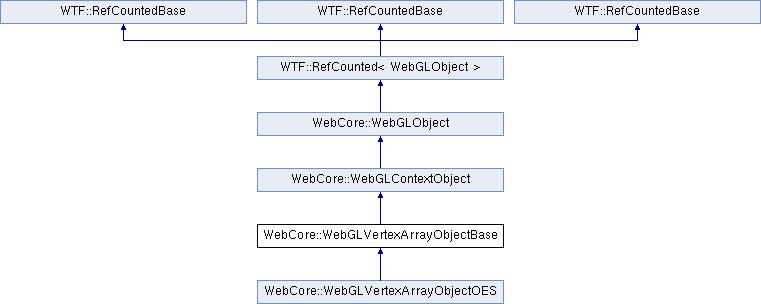 WTF::RefCountedBase
WTF::RefCountedBase
WTF::RefCountedBase
WTF::RefCounted< WebGLObject >
WebCore::WebGLObject
WebCore::WebGLContextObject
WebCore::WebGLVertexArrayObjectBase
WebCore::WebGLVertexArrayObjectOES